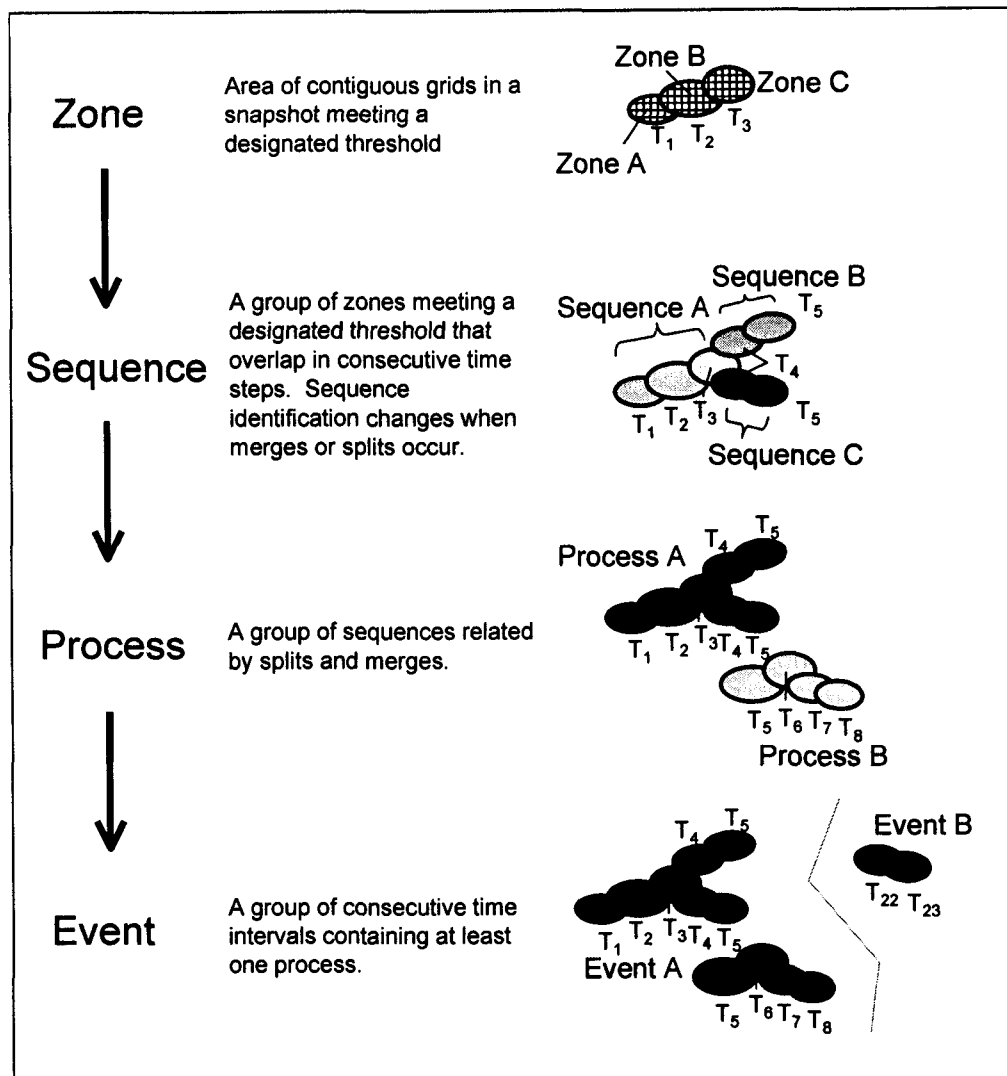 Zone
Area of contiguous grids in a
snapshot meeting a
designated threshold
Zone B
Zone C
T1 T2 T3
Zone A
Sequence
A group of zones meeting a
designated threshold that
overlap in consecutive time
steps. Sequence
identification changes when
merges or splits occur.
Sequence B
Sequence A
T5
T4
T1 T2 T3 T5
Sequence C
Process
A group of sequences related
by splits and merges.
Process A
T4 T5
T1 T2 T3 T4 T5
T5 T6 T7 T8
Process B
Event
A group of consecutive time
intervals containing at least
one process.
T4 T5
T1 T2 T3 T4 T5
Event A
T5 T6 T7 T8
Event B
T22 T23